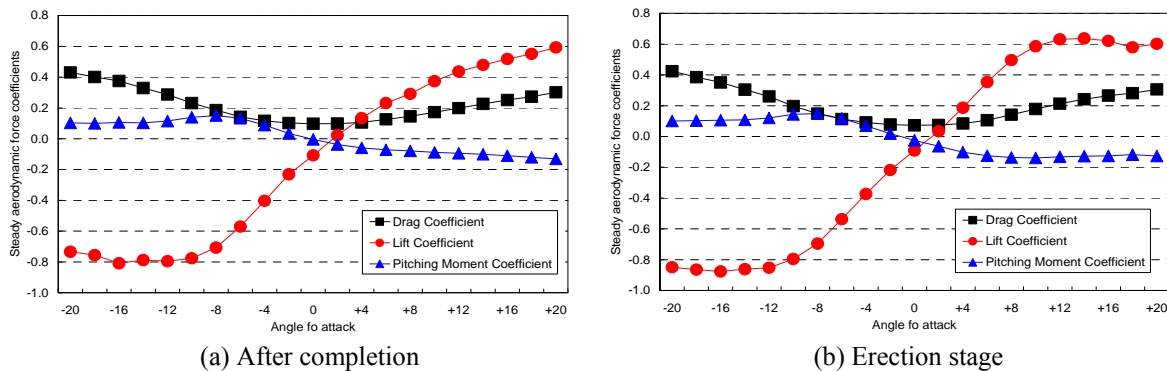 0.8
0.6
0.4
0.2
0.0
-0.2
-0.4
-0.6
-0.8
-1.0
Steady aerodynamic force coefficients
Drag Coefficient
Lift Coefficient
Pitching Moment Coefficient
-20 -16 -12 -8 -4 0 +4 +8 +12 +16 +20
Angle fo attack
(a) After completion
0.8
0.6
0.4
0.2
0.0
-0.2
-0.4
-0.6
-0.8
-1.0
Steady aerodynamic force coefficients
Drag Coefficient
Lift Coefficient
Pitching Moment Coefficient
-20 -16 -12 -8 -4 0 +4 +8 +12 +16 +20
Angle fo attack
(b) Erection stage